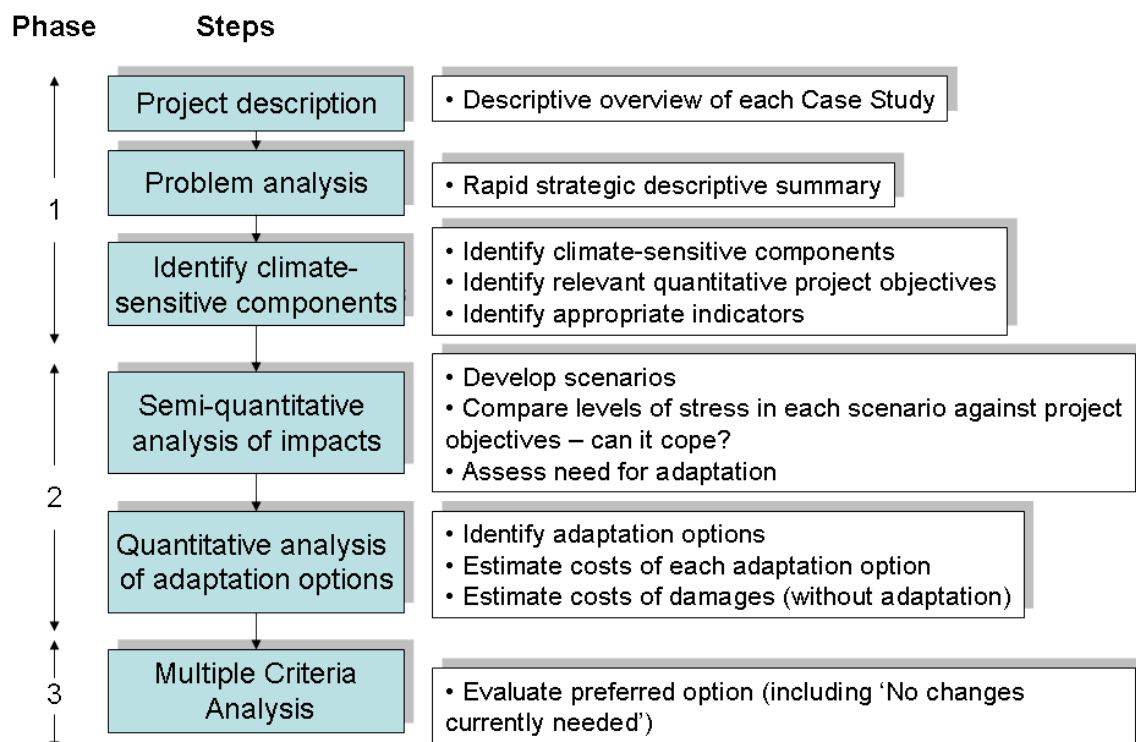 Phase Steps
Project description
• Descriptive overview of each Case Study
Problem analysis
• Rapid strategic descriptive summary
1
Identify climate-
sensitive components
• Identify climate-sensitive components
• Identify relevant quantitative project objectives
• Identify appropriate indicators
Semi-quantitative
analysis of impacts
• Develop scenarios
• Compare levels of stress in each scenario against project
objectives – can it cope?
• Assess need for adaptation
2
Quantitative analysis
of adaptation options
• Identify adaptation options
• Estimate costs of each adaptation option
• Estimate costs of damages (without adaptation)
3
Multiple Criteria
Analysis
• Evaluate preferred option (including ‘No changes
currently needed’)